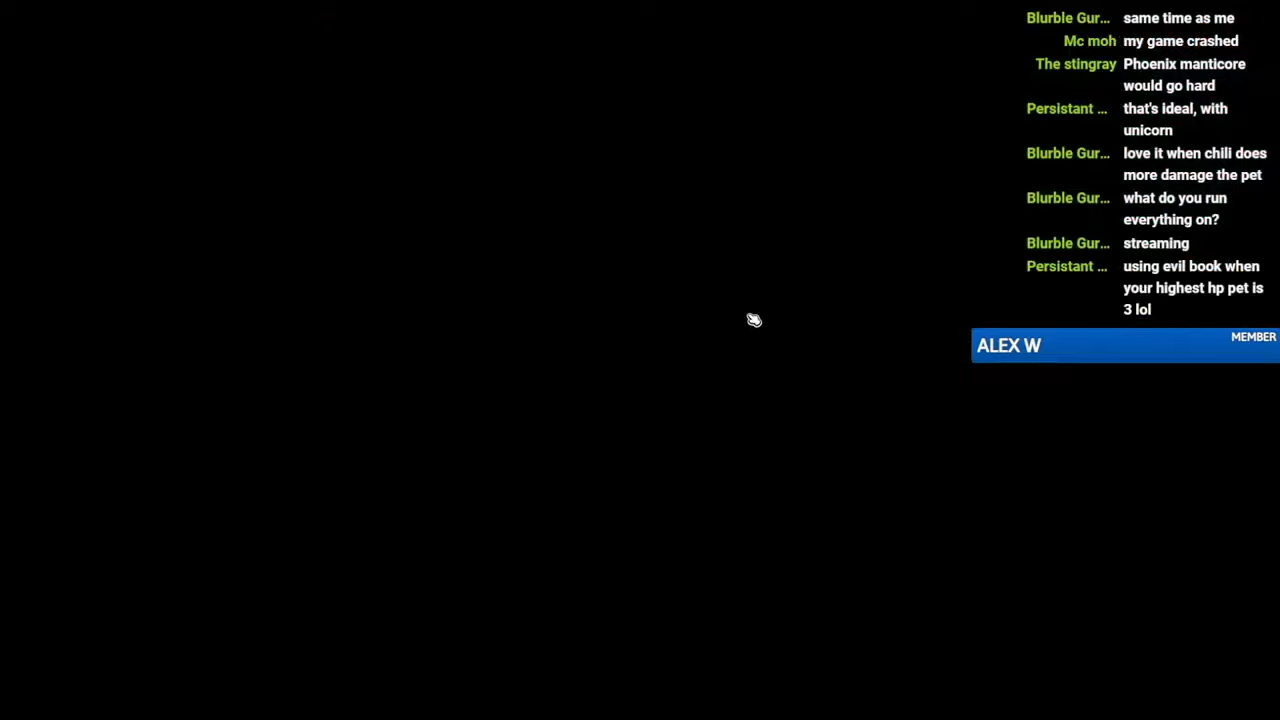 Blurble Gur... same time as me
Mc moh my game crashed
The stingray Phoenix manticore
would go hard
Persistant ... that's ideal, with
unicorn
Blurble Gur... love it when chili does
more damage the pet
Blurble Gur... what do you run
everything on?
Blurble Gur... streaming
Persistant ... using evil book when
your highest hp pet is
3 lol
ALEX W MEMBER